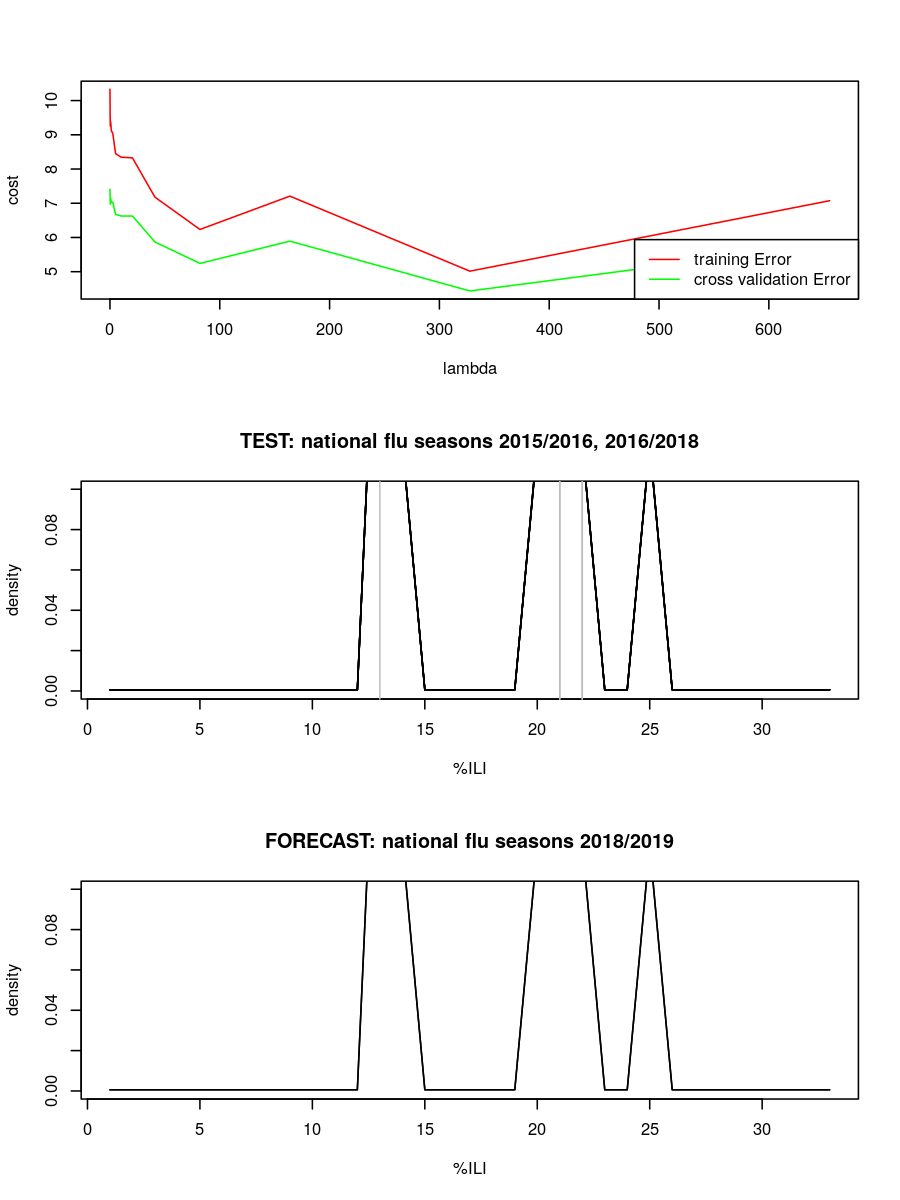 10
9
8
7
6
5
cost
training Error
cross validation Error
0 100 200 300 400 500 600
lambda
TEST: national flu seasons 2015/2016, 2016/2018
0.08
0.04
0.00
density
0 5 10 15 20 25 30
%ILI
FORECAST: national flu seasons 2018/2019
0.08
0.04
0.00
density
0 5 10 15 20 25 30
%ILI